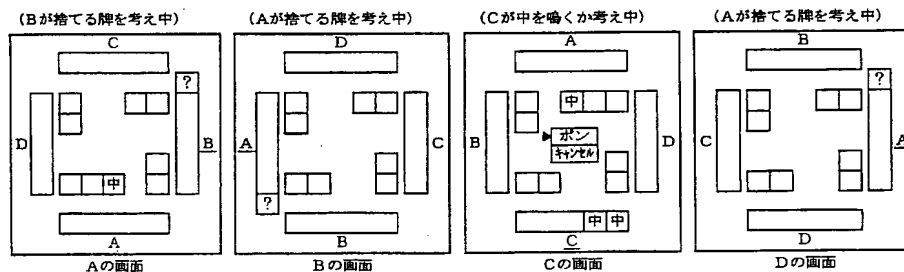 (Bが捨てる牌を考え中)
C
?
D
B
中
A
Aの画面
(Aが捨てる牌を考え中)
D
A
C
?
B
Bの画面
(Cが中を鳴くか考え中)
A
中
B
ポン
キャンセル
D
中中
C
Cの画面
(Aが捨てる牌を考え中)
B
?
C
A
D
Dの画面